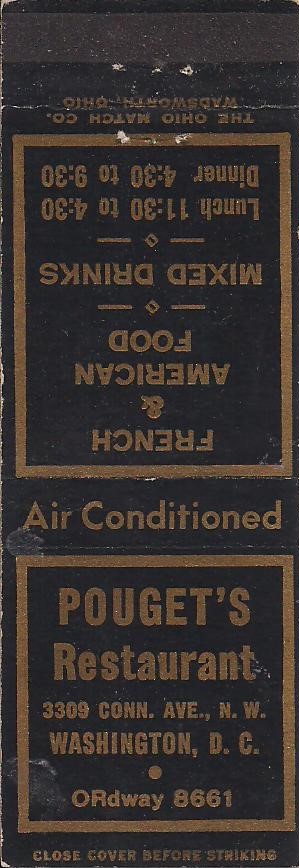 THE OHIO MATCH CO.
WADSWORTH, OHIO
FRENCH
&
AMERICAN
FOOD
MIXED DRINKS
Lunch 11:30 to 4:30
Dinner 4:30 to 9:30
Air Conditioned
POUGET'S
Restaurant
3309 CONN. AVE., N. W.
WASHINGTON, D. C.
ORdway 8661
CLOSE COVER BEFORE STRIKING